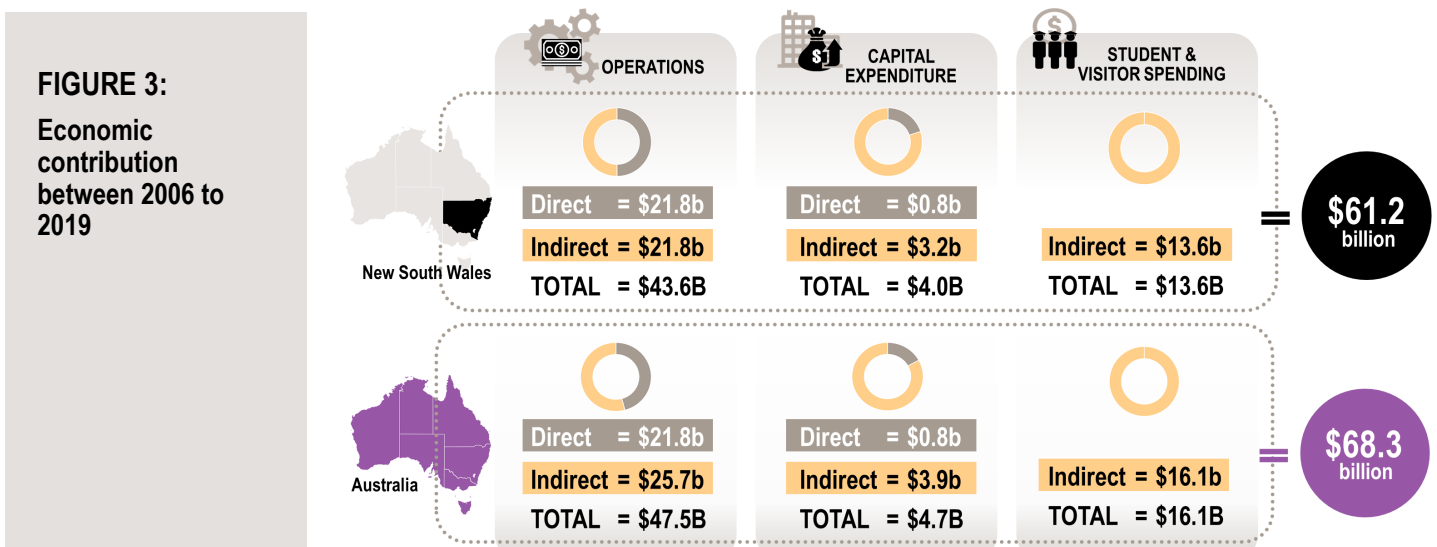 FIGURE 3:
Economic
contribution
between 2006 to
2019
OPERATIONS
CAPITAL
EXPENDITURE
STUDENT &
VISITOR SPENDING
New South Wales
Direct = $21.8b
Indirect = $21.8b
TOTAL = $43.6B
Direct = $0.8b
Indirect = $3.2b
TOTAL = $4.0B
Indirect = $13.6b
TOTAL = $13.6B
=
$61.2
billion
Australia
Direct = $21.8b
Indirect = $25.7b
TOTAL = $47.5B
Direct = $0.8b
Indirect = $3.9b
TOTAL = $4.7B
Indirect = $16.1b
TOTAL = $16.1B
=
$68.3
billion